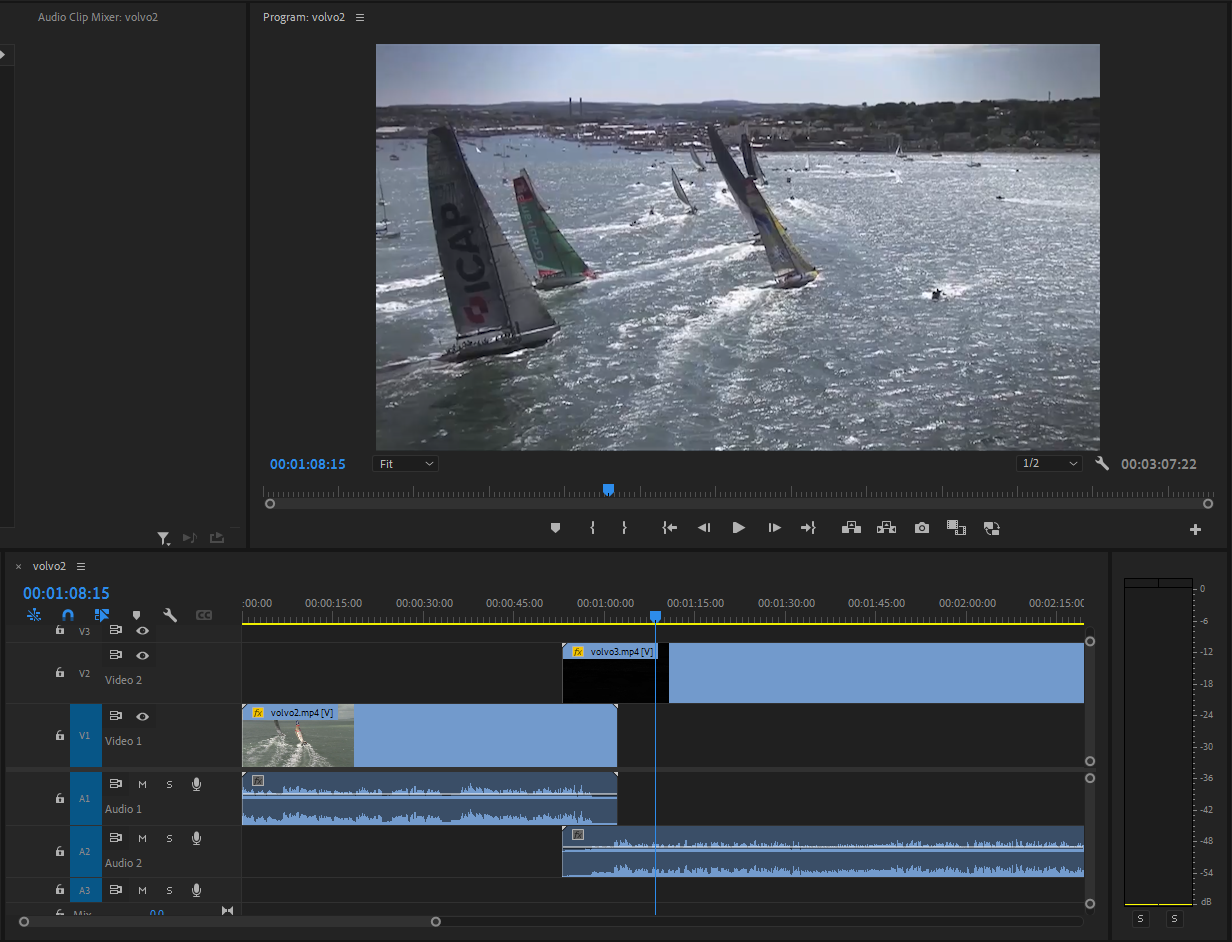 Audio Clip Mixer: volvo2
Program: volvo2
ICAP
00:01:08:15
Fit
1/2
00:03:07:22
volvo2
00:01:08:15
:00:00
00:00:15:00
00:00:30:00
00:00:45:00
00:01:00:00
00:01:15:00
00:01:30:00
00:01:45:00
00:02:00:00
00:02:15:00
CC
V3
V2
Video 2
fx volvo3.mp4 [V]
V1
Video 1
fx volvo2.mp4 [V]
A1
M S
Audio 1
fx
A2
M S
Audio 2
fx
A3
M S
Mix
0.0
0
-6
-12
-18
-24
-30
-36
-42
-48
-54
dB
S S